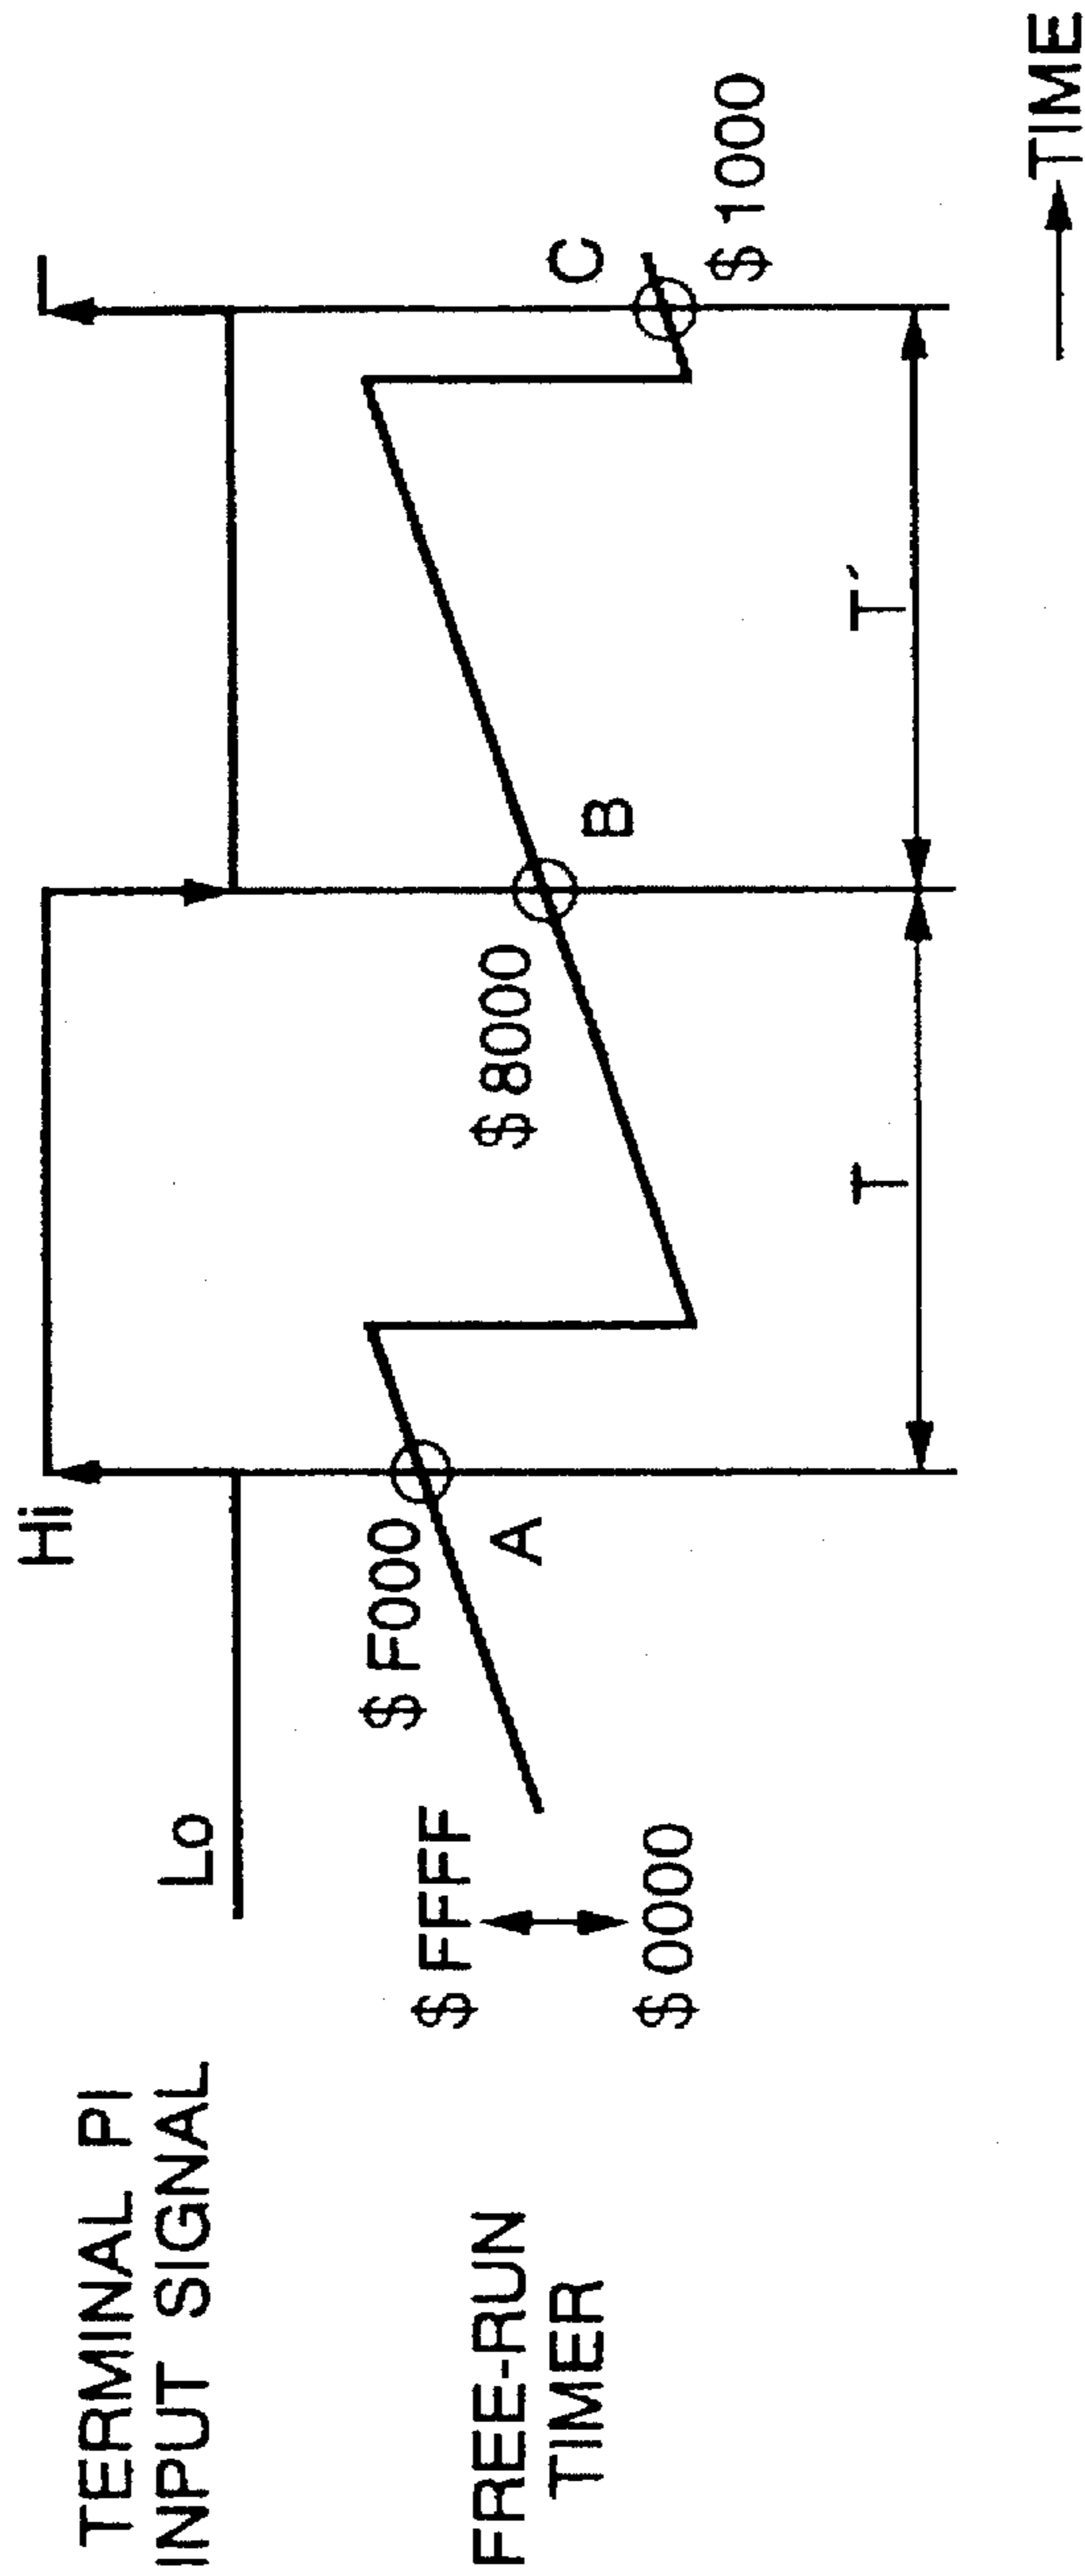 TERMINAL PI
INPUT SIGNAL
Lo
Hi
FREE-RUN
TIMER
$ FFFF
$ 0000
$ F000
A
$ 8000
B
C
$ 1000
T
T´
TIME